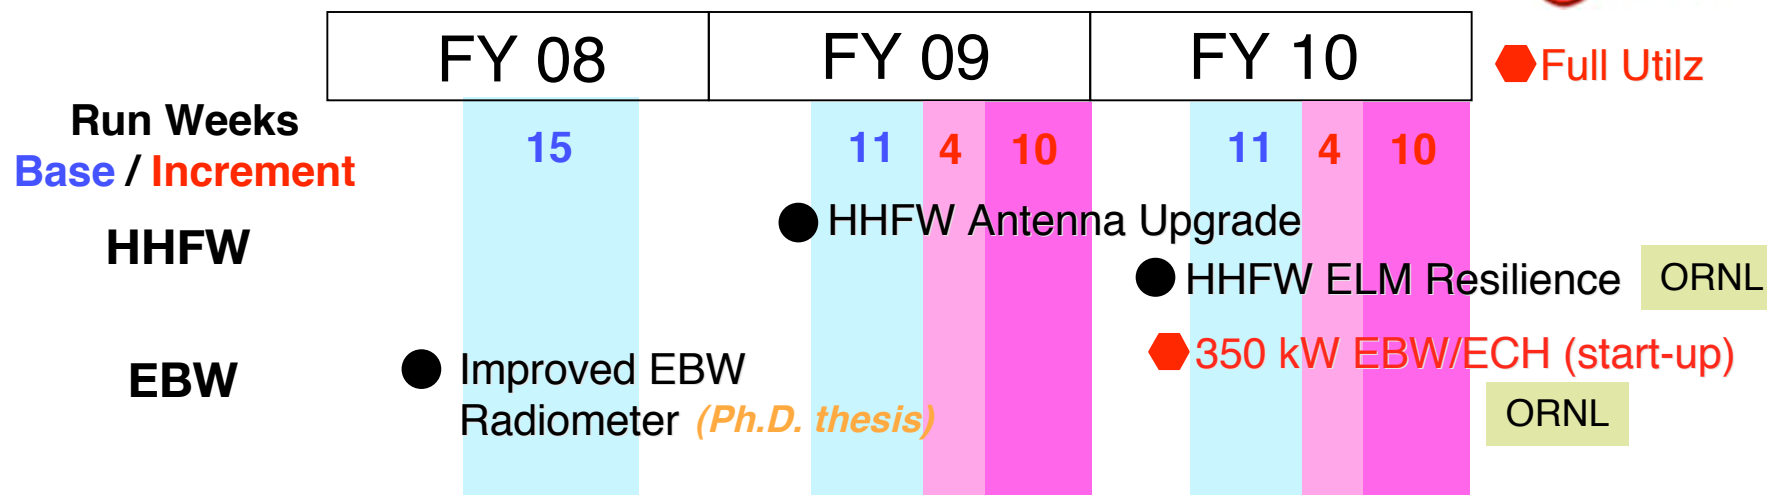 FY 08 FY 09 FY 10
Full Utilz
Run Weeks
Base / Increment
15 11 4 10 11 4 10
HHFW
HHFW Antenna Upgrade
HHFW ELM Resilience ORNL
EBW
350 kW EBW/ECH (start-up)
Improved EBW
Radiometer (Ph.D. thesis)
ORNL